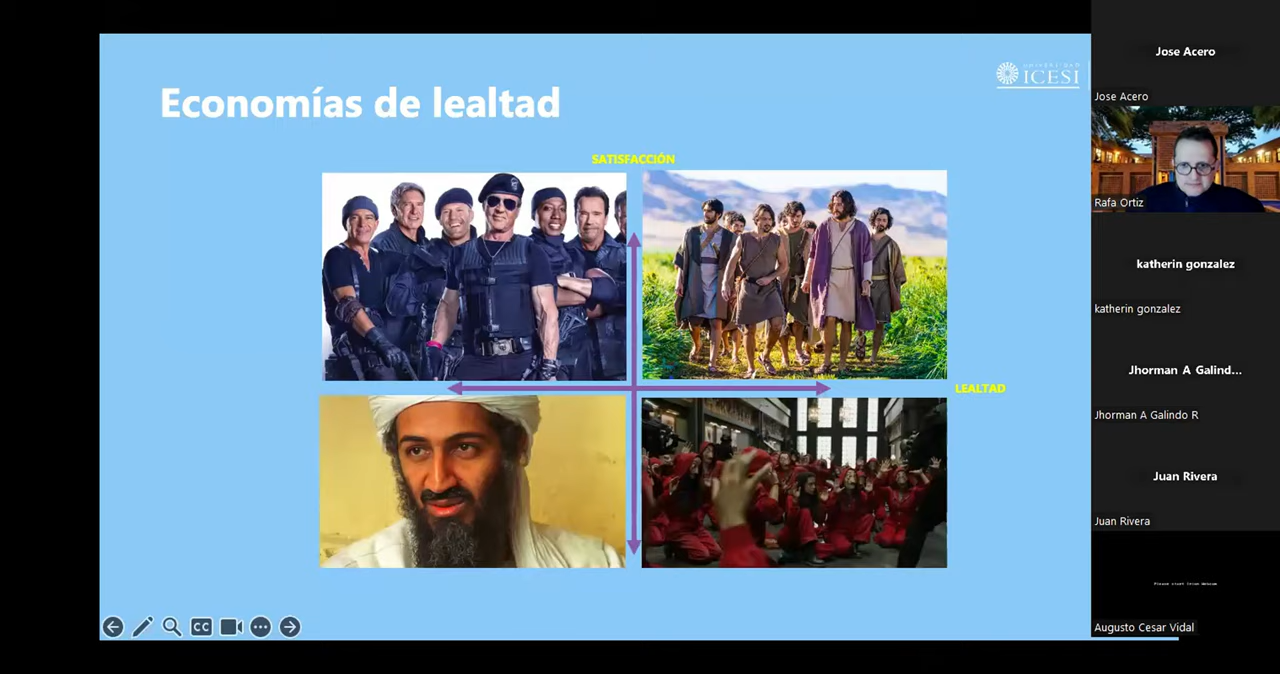 Economías de lealtad
UNIVERSIDAD
ICESI
SATISFACCIÓN
LEALTAD
CC
Jose Acero
Jose Acero
Rafa Ortiz
katherin gonzalez
katherin gonzalez
Jhorman A Galind...
Jhorman A Galindo R
Juan Rivera
Juan Rivera
Augusto Cesar Vidal